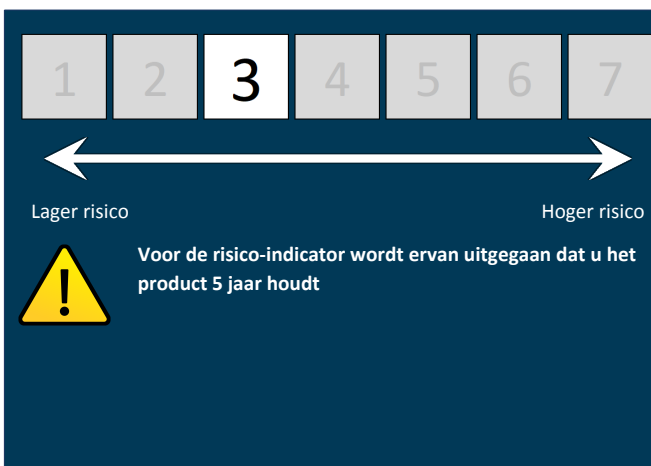 1 2 3 4 5 6 7
Lager risico Hoger risico
Voor de risico-indicator wordt ervan uitgegaan dat u het
product 5 jaar houdt